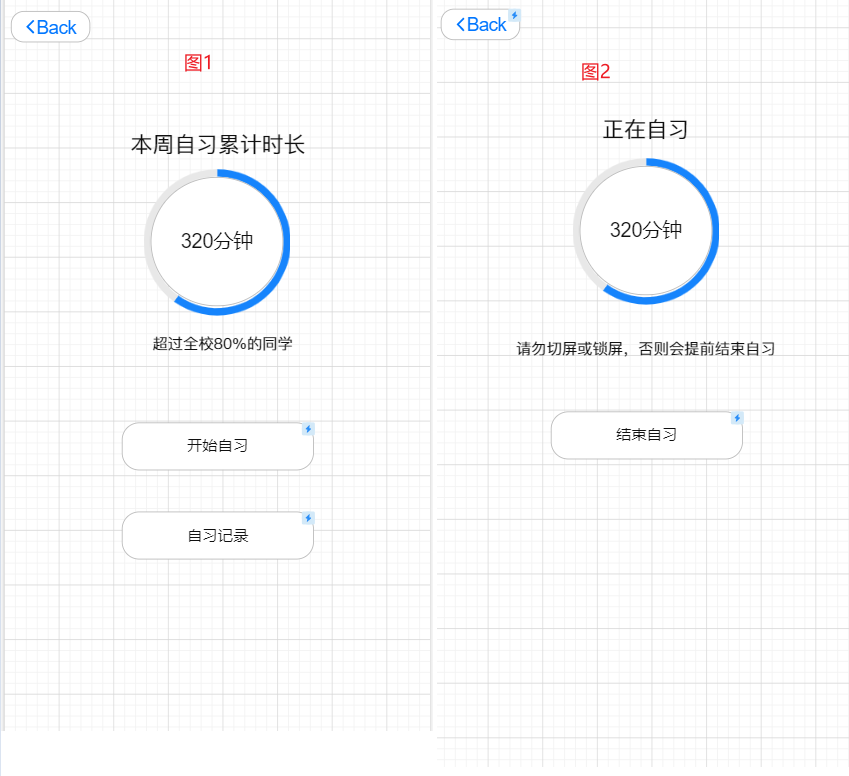 Back
图1
本周自习累计时长
320分钟
超过全校80%的同学
开始自习
自习记录
Back
图2
正在自习
320分钟
请勿切屏或锁屏，否则会提前结束自习
结束自习